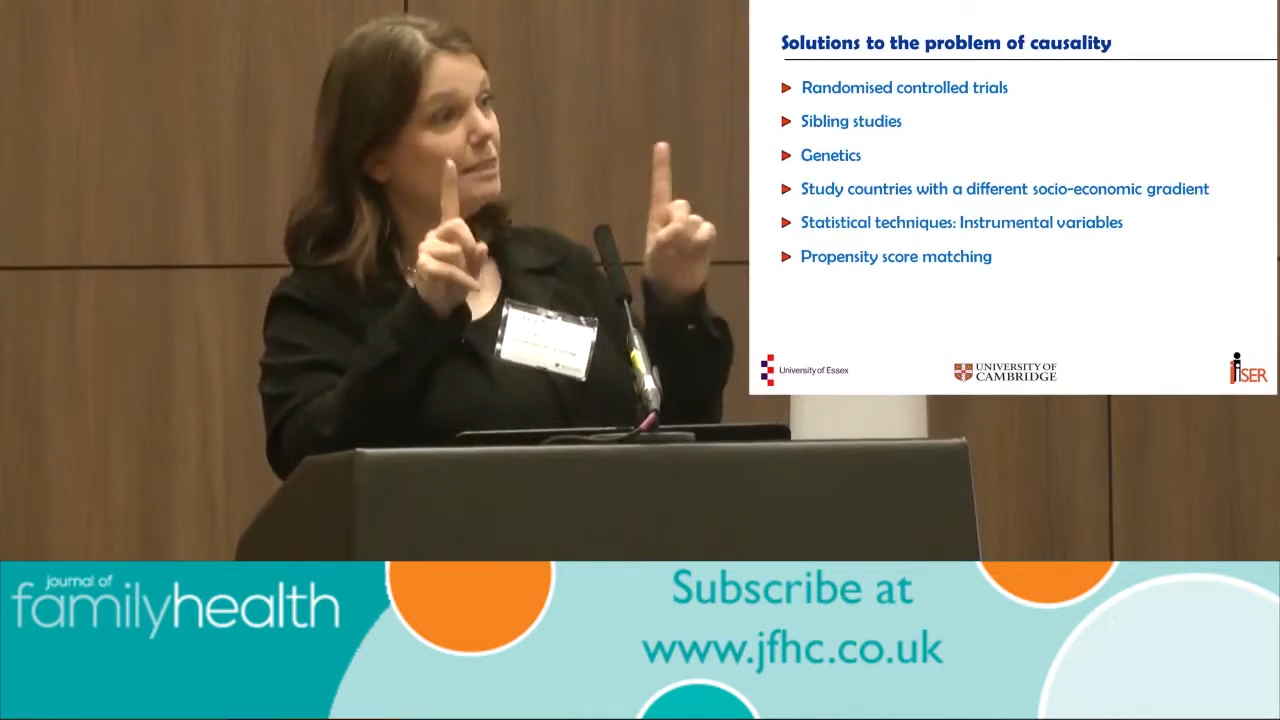 Solutions to the problem of causality
Randomised controlled trials
Sibling studies
Genetics
Study countries with a different socio-economic gradient
Statistical techniques: Instrumental variables
Propensity score matching
University of Essex
UNIVERSITY OF
CAMBRIDGE
iSER
journal of
familyhealth
Subscribe at
www.jfhc.co.uk